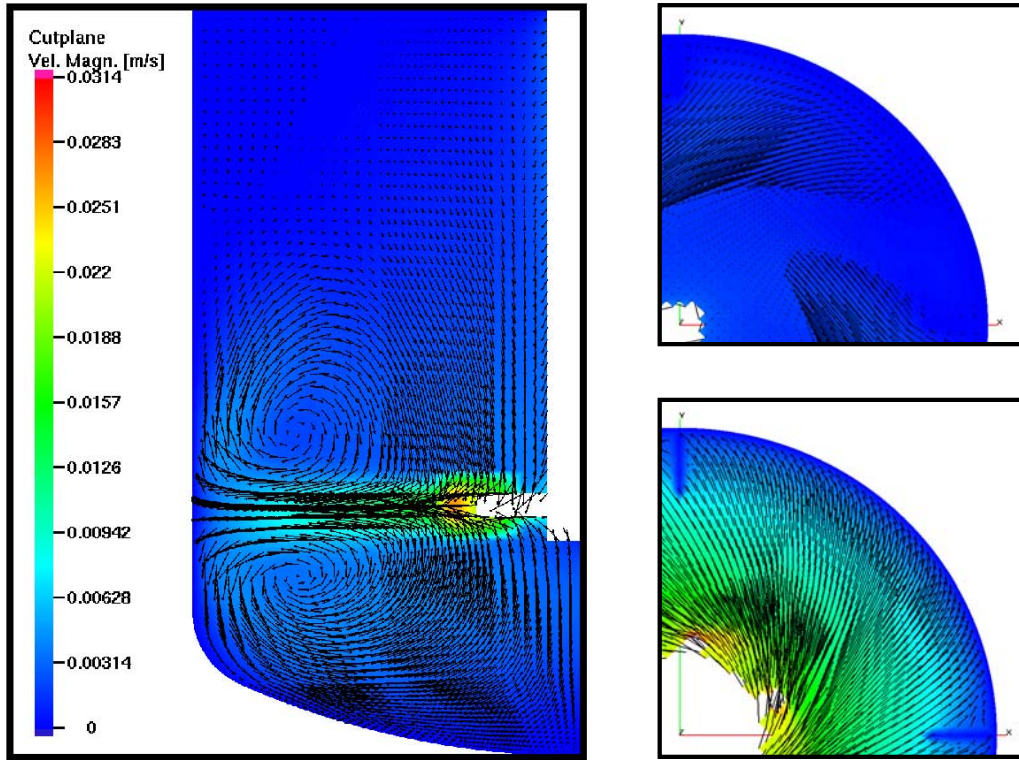 Cutplane
Vel. Magn. [m/s]
0.0314
0.0283
0.0251
0.022
0.0188
0.0157
0.0126
0.00942
0.00628
0.00314
0
Y
Z
X
Y
Z
X